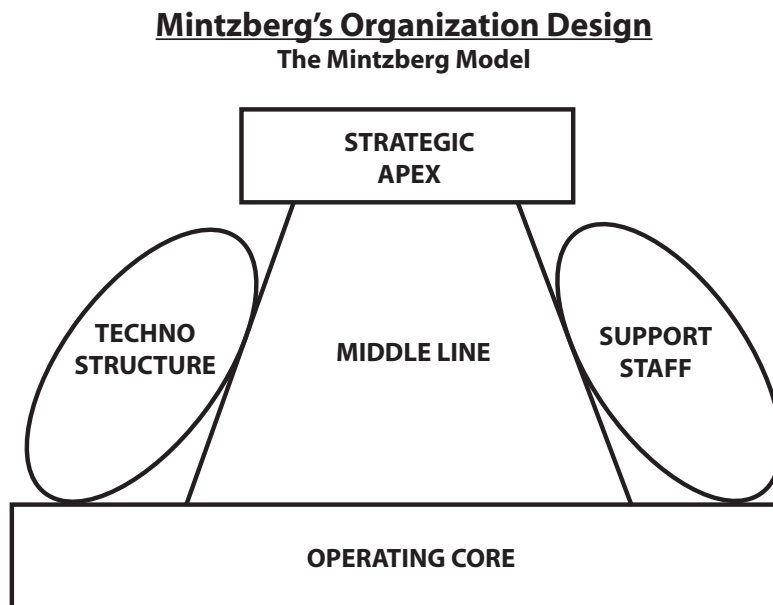 Mintzberg's Organization Design
The Mintzberg Model
STRATEGIC
APEX
TECHNO
STRUCTURE
MIDDLE LINE
SUPPORT
STAFF
OPERATING CORE